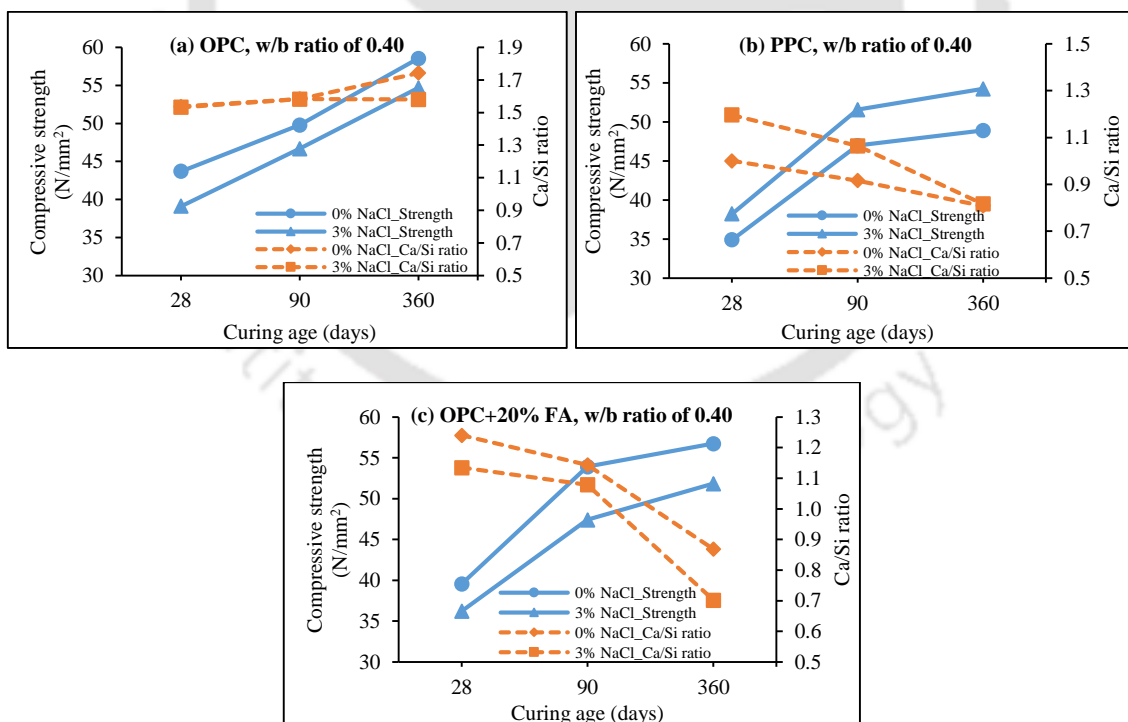 (a) OPC, w/b ratio of 0.40
60
55
50
45
40
35
30
1.9
1.7
1.5
1.3
1.1
0.9
0.7
0.5
Compressive strength
(N/mm²)
Ca/Si ratio
0% NaCl_Strength
3% NaCl_Strength
0% NaCl_Ca/Si ratio
3% NaCl_Ca/Si ratio
28 90 360
Curing age (days)
(b) PPC, w/b ratio of 0.40
60
55
50
45
40
35
30
1.5
1.3
1.1
0.9
0.7
0.5
Compressive strength
(N/mm²)
Ca/Si ratio
0% NaCl_Strength
3% NaCl_Strength
0% NaCl_Ca/Si ratio
3% NaCl_Ca/Si ratio
28 90 360
Curing age (days)
(c) OPC+20% FA, w/b ratio of 0.40
60
55
50
45
40
35
30
1.3
1.2
1.1
1.0
0.9
0.8
0.7
0.6
0.5
Compressive strength
(N/mm²)
Ca/Si ratio
0% NaCl_Strength
3% NaCl_Strength
0% NaCl_Ca/Si ratio
3% NaCl_Ca/Si ratio
28 90 360
Curing age (days)